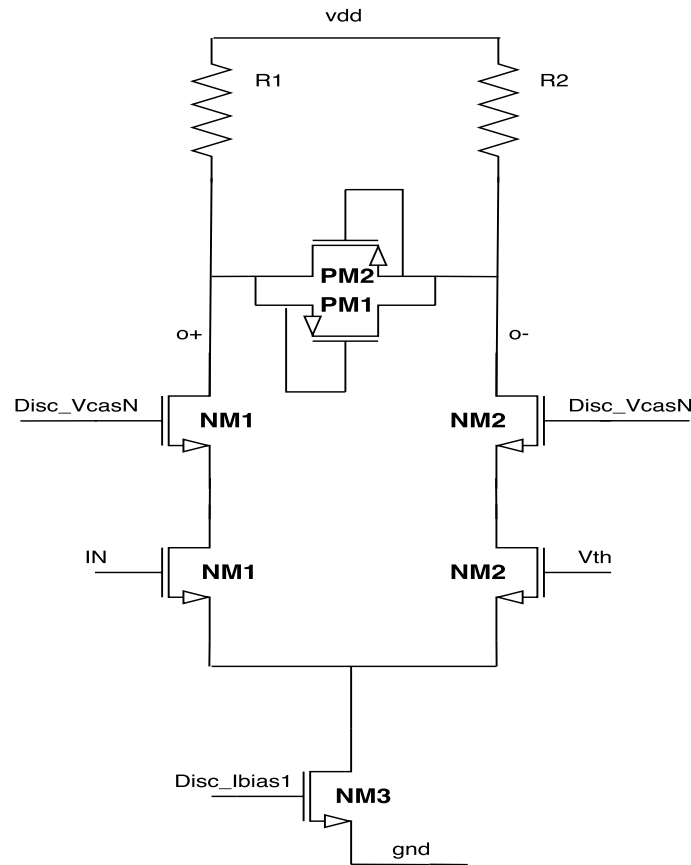 vdd
R1
R2
PM2
PM1
o+
o-
Disc_VcasN
Disc_VcasN
NM1
NM2
IN
Vth
NM1
NM2
Disc_Ibias1
NM3
gnd